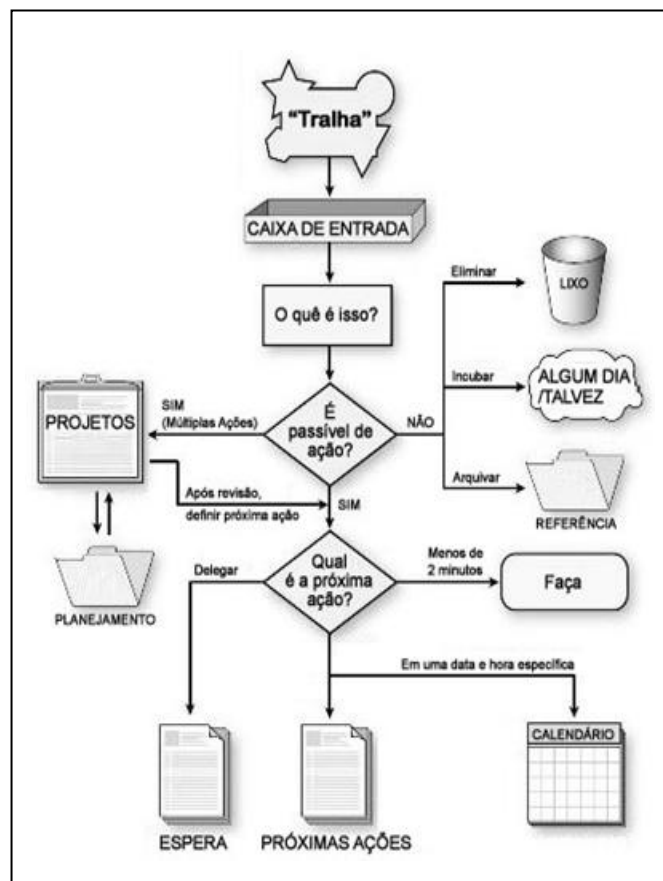 “Tralha”
CAIXA DE ENTRADA
O quê é isso?
Eliminar
LIXO
Incubar
ALGUM DIA
/TALVEZ
Arquivar
REFERÊNCIA
É
passível de
ação?
NÃO
SIM
(Múltiplas Ações)
PROJETOS
Após revisão,
definir próxima ação
SIM
PLANEJAMENTO
Qual
é a próxima
ação?
Delegar
Menos de
2 minutos
Faça
Em uma data e hora específica
ESPERA
PRÓXIMAS AÇÕES
CALENDÁRIO